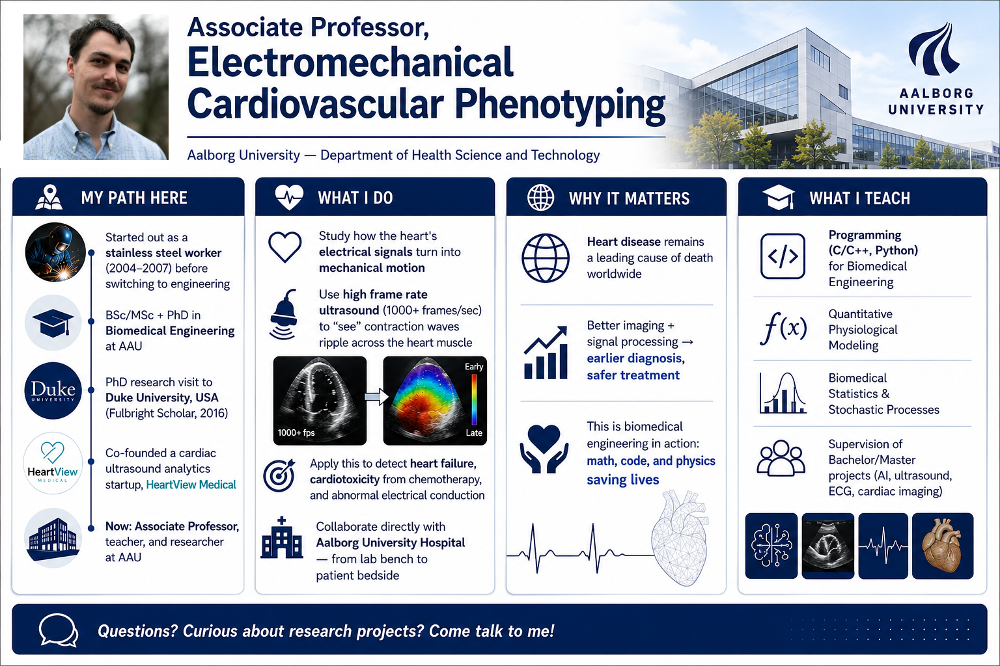 Associate Professor,
Electromechanical
Cardiovascular Phenotyping
Aalborg University — Department of Health Science and Technology
AALBORG
UNIVERSITY
MY PATH HERE
Started out as a
stainless steel worker
(2004–2007) before
switching to engineering
BSc/MSc + PhD in
Biomedical Engineering
at AAU
Duke
UNIVERSITY
PhD research visit to
Duke University, USA
(Fulbright Scholar, 2016)
HeartView
MEDICAL
Co-founded a cardiac
ultrasound analytics
startup, HeartView Medical
Now: Associate Professor,
teacher, and researcher
at AAU
WHAT I DO
Study how the heart's
electrical signals turn into
mechanical motion
Use high frame rate
ultrasound (1000+ frames/sec)
to “see” contraction waves
ripple across the heart muscle
1000+ fps
Early
Late
Apply this to detect heart failure,
cardiotoxicity from chemotherapy,
and abnormal electrical conduction
Collaborate directly with
Aalborg University Hospital
— from lab bench to
patient bedside
WHY IT MATTERS
Heart disease remains
a leading cause of death
worldwide
Better imaging +
signal processing →
earlier diagnosis,
safer treatment
This is biomedical
engineering in action:
math, code, and physics
saving lives
WHAT I TEACH
</>
Programming
(C/C++, Python)
for Biomedical
Engineering
f(x)
Quantitative
Physiological
Modeling
Biomedical
Statistics &
Stochastic Processes
Supervision of
Bachelor/Master
projects (AI, ultrasound,
ECG, cardiac imaging)
Questions? Curious about research projects? Come talk to me!